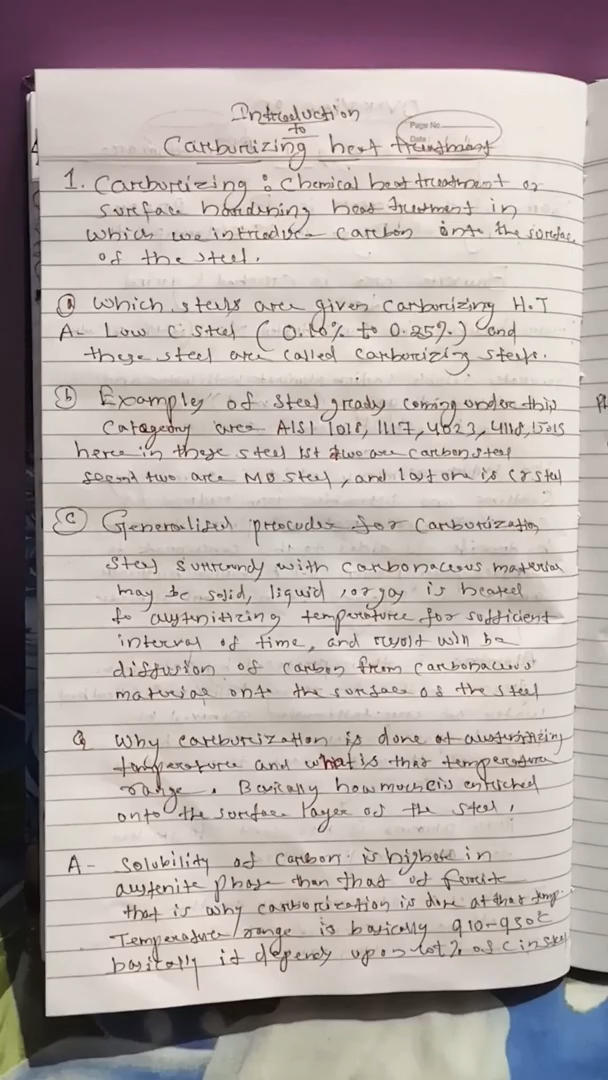 Introduction
to
Page No.
Date
Carburizing heat treatment
1. Carburizing : Chemical heat treatment or
surface hardening heat treatment in
which we introduce carbon onto the surface
of the steel.
(a) Which steels are given carburizing H.T
A- Low C steel (0.10% to 0.25%) and
these steel are called carburizing steels.
(b) Examples of steel grades coming under this
Catageory are AISI 1018, 1117, 4023, 4118, 5015
here in these steel 1st two are carbon steel
second two are MO steel, and last one is Cr steel
(c) Generalised procuder for Carburization
Steel surrounds with carbonaceous material
may be solid, liquid, or gas is heated
to austenitizing temperature for sufficient
interval of time, and result will be
diffusion of carbon from carbonaceous
material onto the surface of the steel
Q Why carburization is done at austenitizing
temperature and what is that temperature
range. Basically how much c is enriched
onto the surface layer of the steel,
A- Solubility of Carbon is higher in
austenite phase than that of ferrite
that is why carburization is done at that temp.
Temperature range is basically 910-930°C
basically it depends upon wt% of C in steel